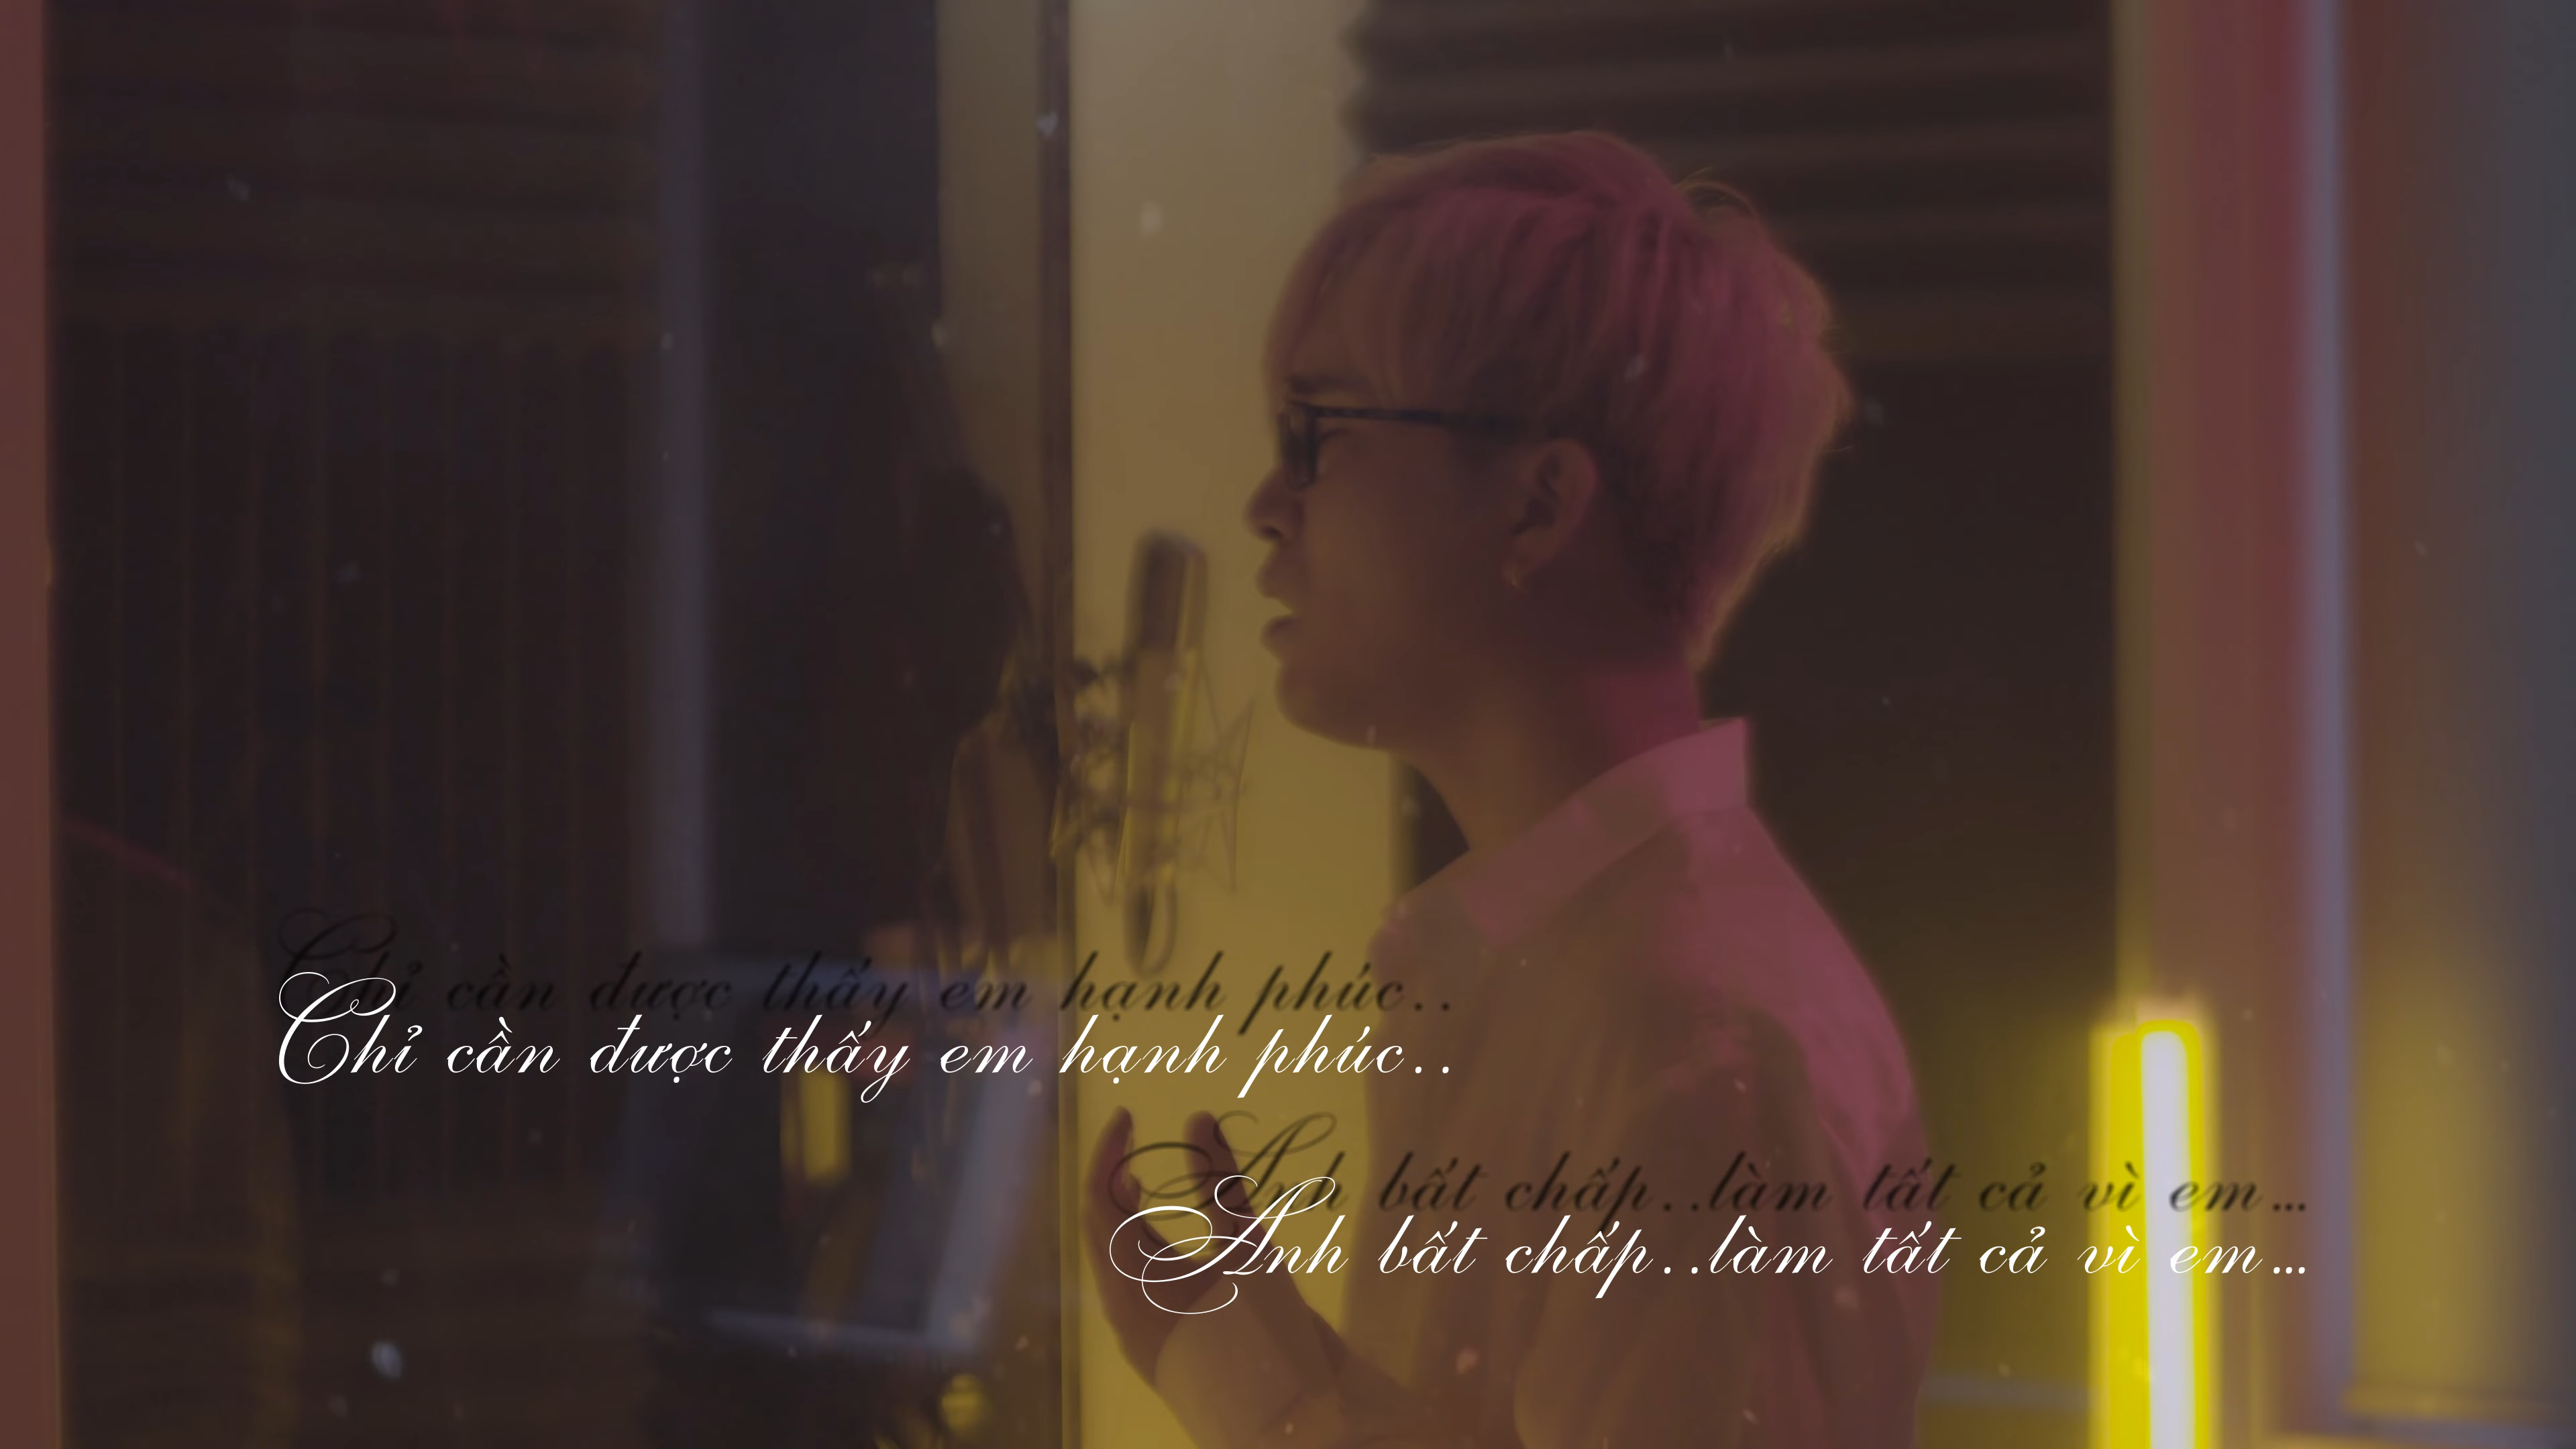 Chỉ cần được thấy em hạnh phúc..
Anh bất chấp..làm tất cả vì em...